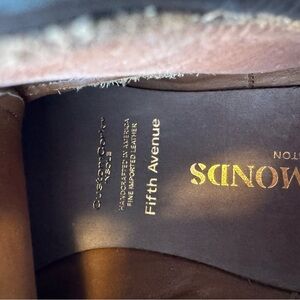 HANDCRAFTED IN AMERICA
FINE IMPORTED LEATHER
Fifth Avenue
MONDS
TON